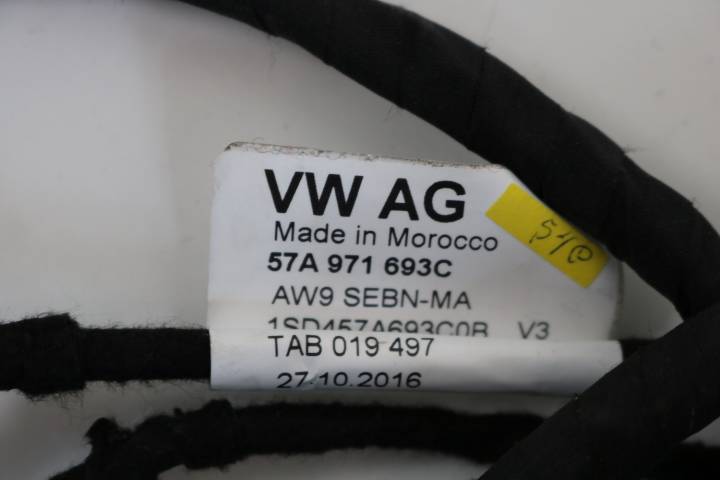 VW AG
Made in Morocco
57A 971 693C
AW9 SEBN-MA
1SD457A693C0B V3
TAB 019 497
27.10.2016